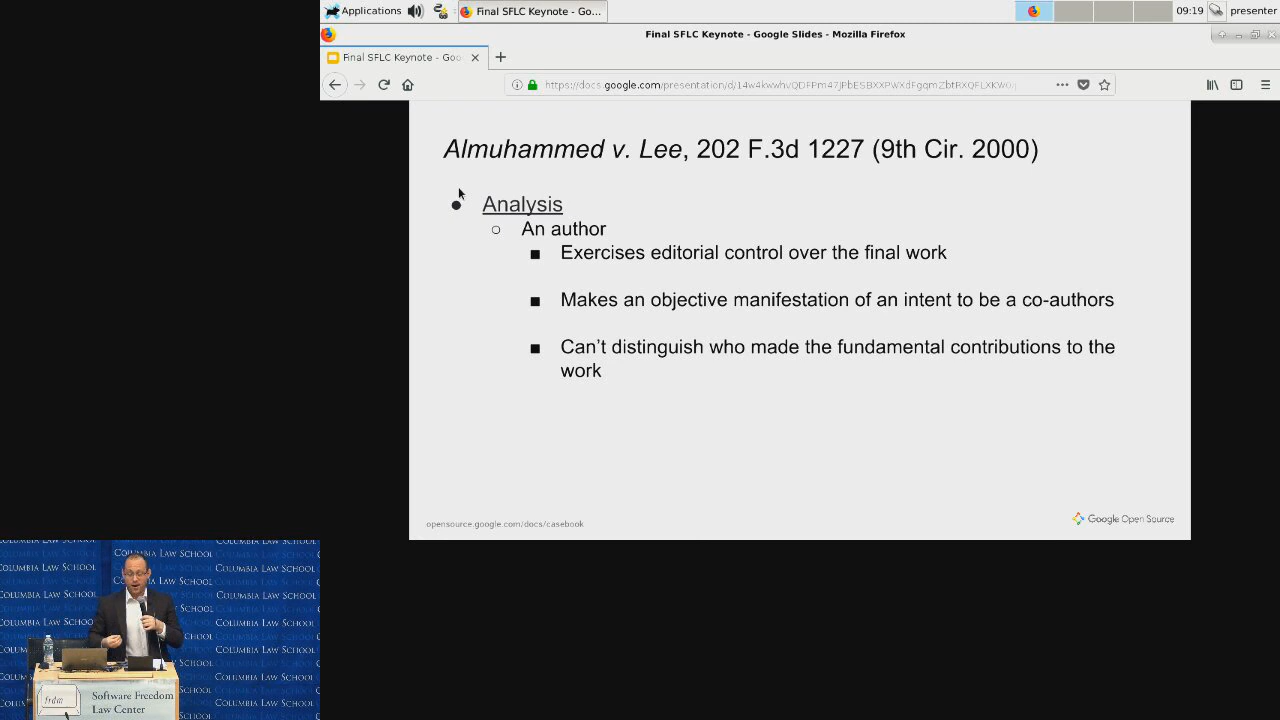 Applications
Final SFLC Keynote - Go...
09:19
presenter
Final SFLC Keynote - Google Slides - Mozilla Firefox
Final SFLC Keynote - Goo
Almuhammed v. Lee, 202 F.3d 1227 (9th Cir. 2000)
Analysis
An author
Exercises editorial control over the final work
Makes an objective manifestation of an intent to be a co-authors
Can't distinguish who made the fundamental contributions to the
work
opensource.google.com/docs/casebook
Google Open Source
COLUMBIA LAW SCHOOL
frdm
Software Freedom
Law Center